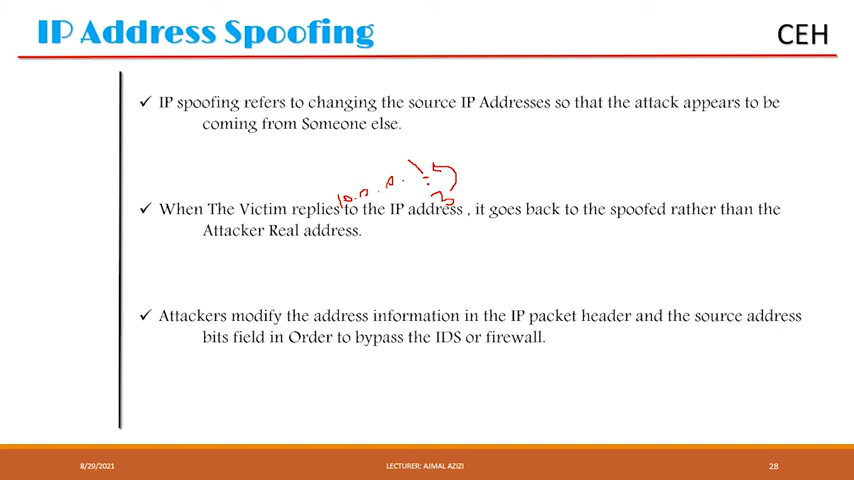 IP Address Spoofing
CEH
✓ IP spoofing refers to changing the source IP Addresses so that the attack appears to be
coming from Someone else.
✓ When The Victim replies to the IP address , it goes back to the spoofed rather than the
Attacker Real address.
✓ Attackers modify the address information in the IP packet header and the source address
bits field in Order to bypass the IDS or firewall.
8/29/2021
LECTURER: AJMAL AZIZI
28